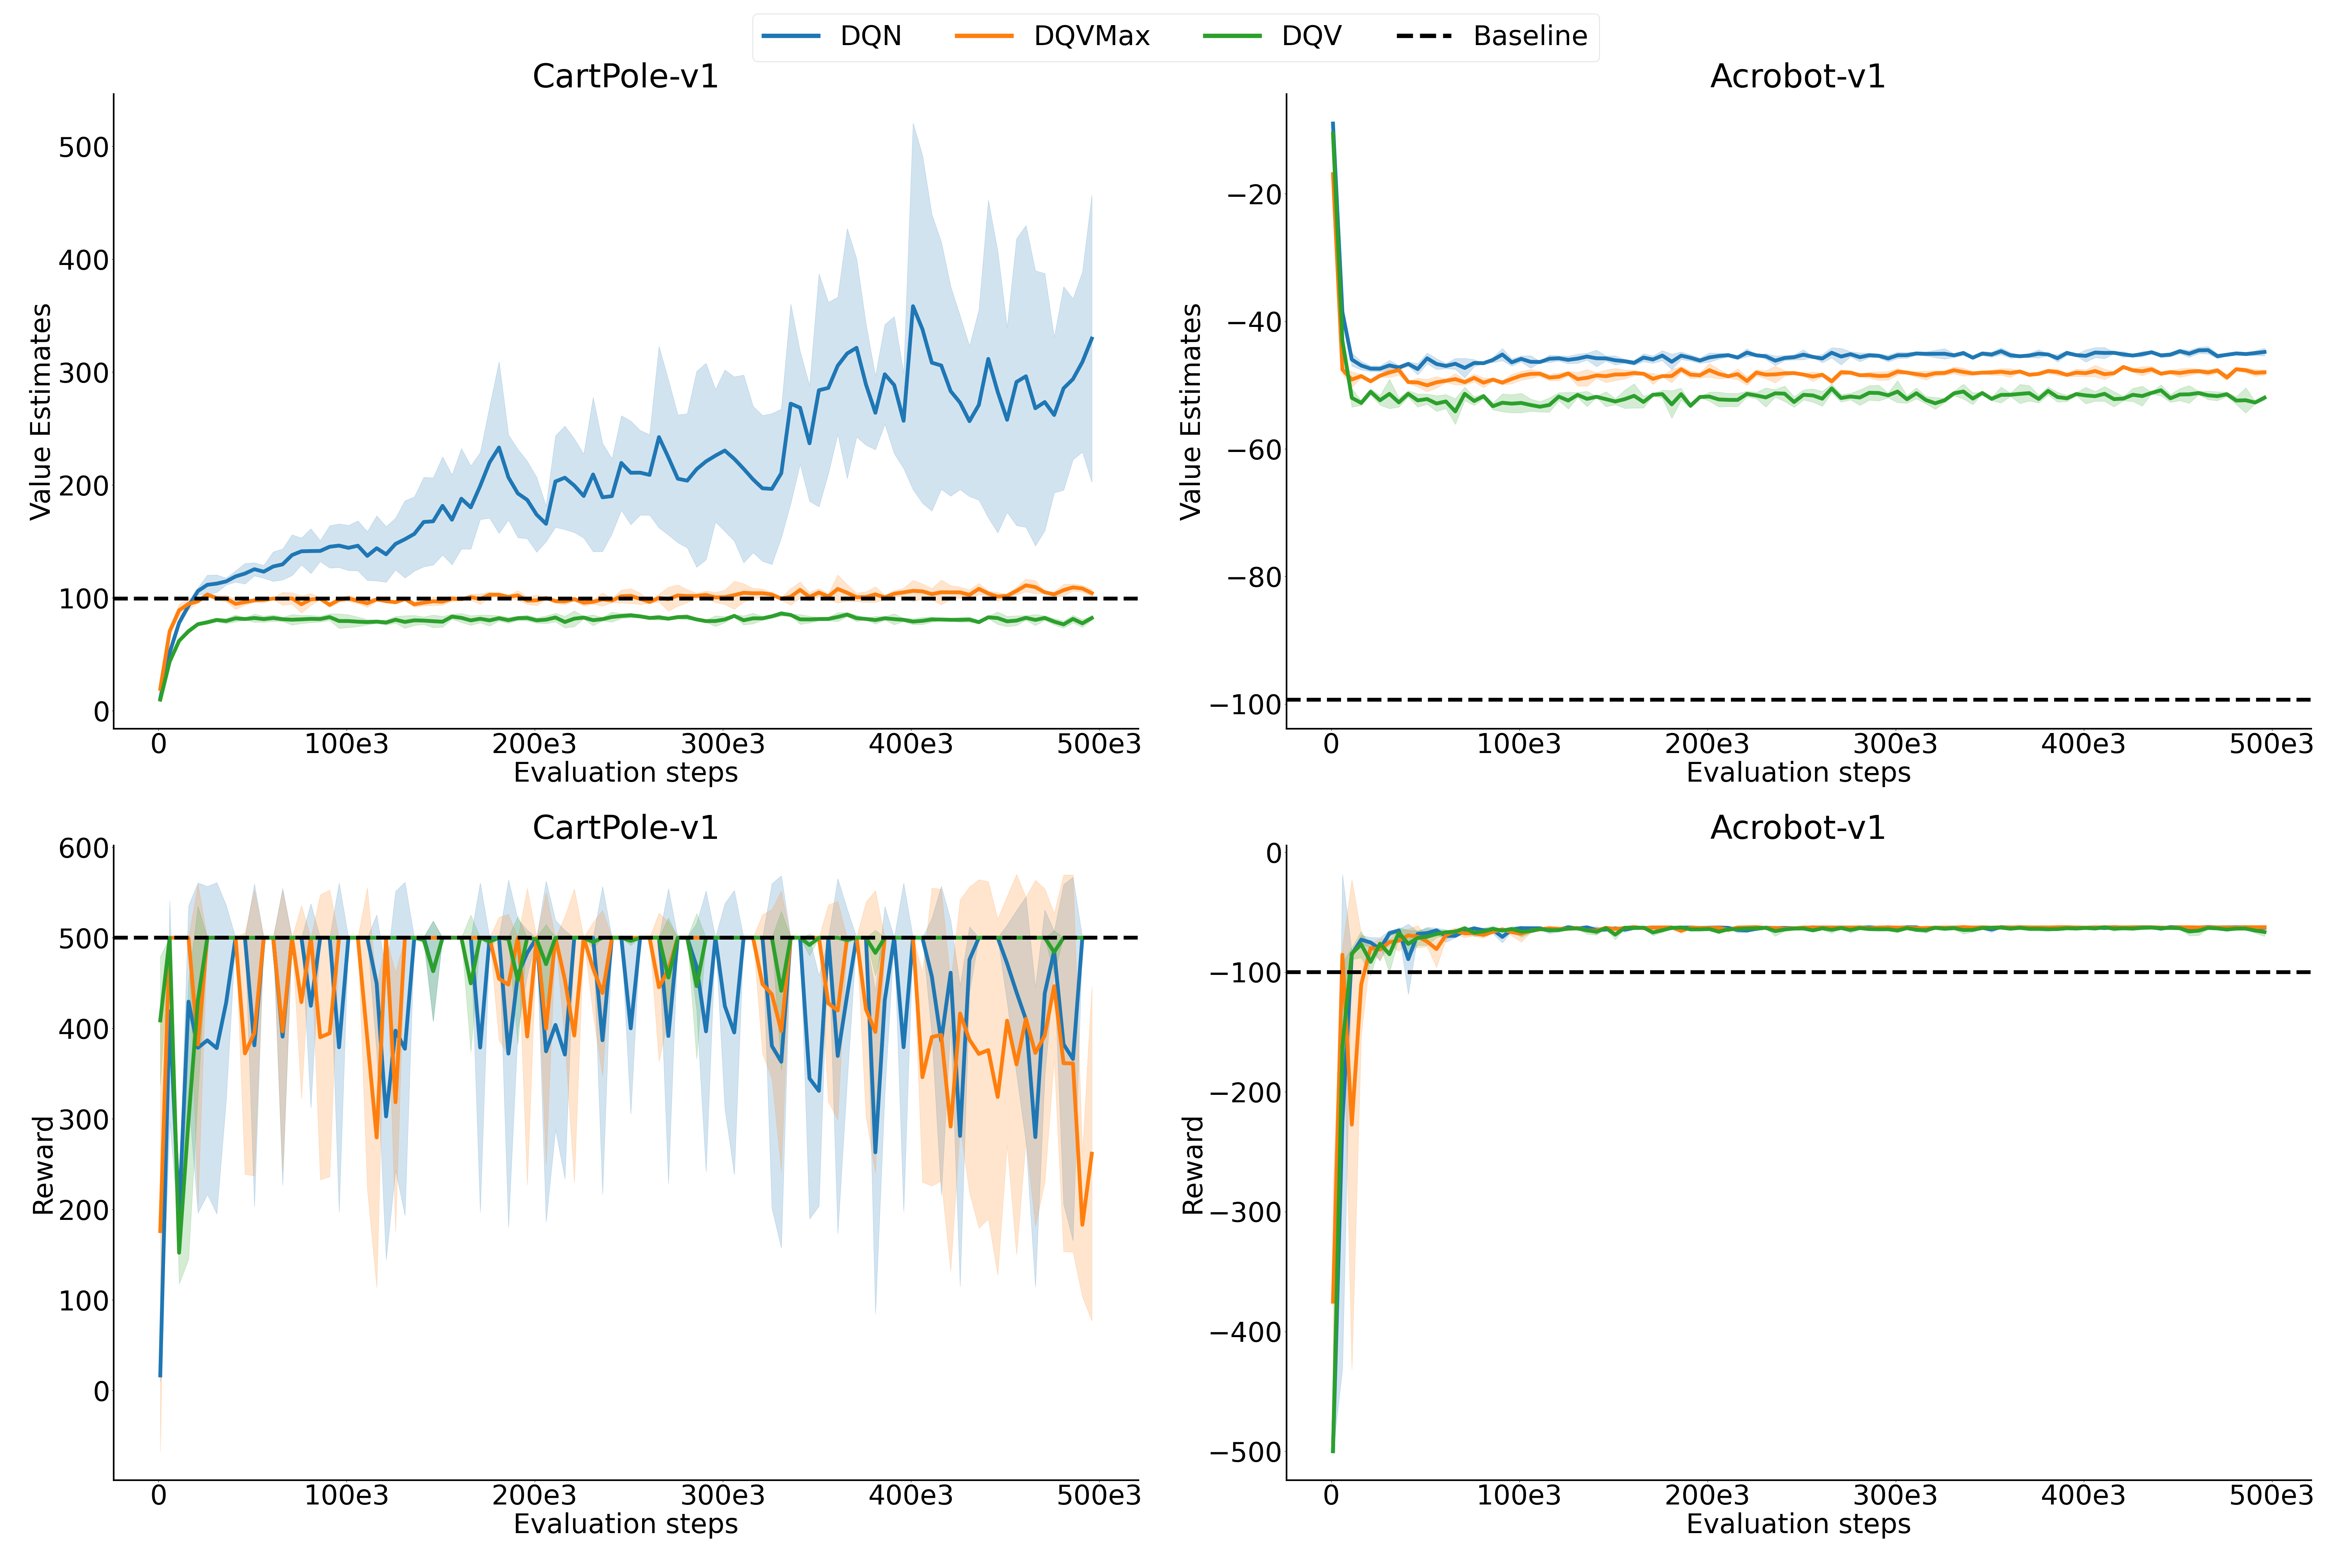 DQN DQVMax DQV Baseline
CartPole-v1
Value Estimates
500
400
300
200
100
0
0 100e3 200e3 300e3 400e3 500e3
Evaluation steps
Acrobot-v1
Value Estimates
−20
−40
−60
−80
−100
0 100e3 200e3 300e3 400e3 500e3
Evaluation steps
CartPole-v1
Reward
600
500
400
300
200
100
0
0 100e3 200e3 300e3 400e3 500e3
Evaluation steps
Acrobot-v1
Reward
0
−100
−200
−300
−400
−500
0 100e3 200e3 300e3 400e3 500e3
Evaluation steps